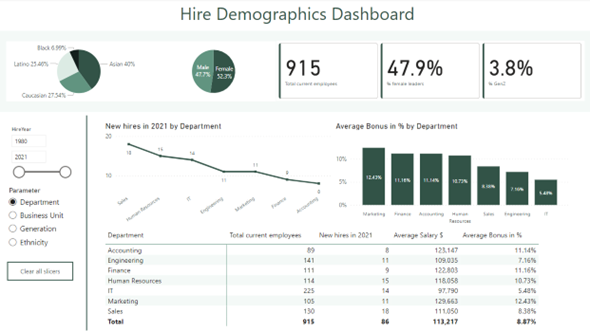 Hire Demographics Dashboard
Black 6.99%
Latino 25.46%
Asian 40%
Caucasian 27.54%
Male
47.7%
Female
52.3%
915
Total current employees
47.9%
% female leaders
3.8%
% GenZ
HireYear
1980
2021
Parameter
Department
Business Unit
Generation
Ethnicity
Clear all slicers
New hires in 2021 by Department
20
10
18
15
14
11
11
9
8
Sales
Human Resources
IT
Engineering
Marketing
Finance
Accounting
Average Bonus in % by Department
10%
5%
0%
12.43%
11.16%
11.14%
10.73%
8.38%
7.16%
5.48%
Marketing
Finance
Accounting
Human
Resources
Sales
Engineering
IT
Department Total current employees New hires in 2021 Average Salary $ Average Bonus in %
Accounting 89 8 123,147 11.14%
Engineering 141 11 109,035 7.16%
Finance 111 9 122,803 11.16%
Human Resources 114 15 118,058 10.73%
IT 225 14 97,790 5.48%
Marketing 105 11 129,663 12.43%
Sales 130 18 111,050 8.38%
Total 915 86 113,217 8.87%